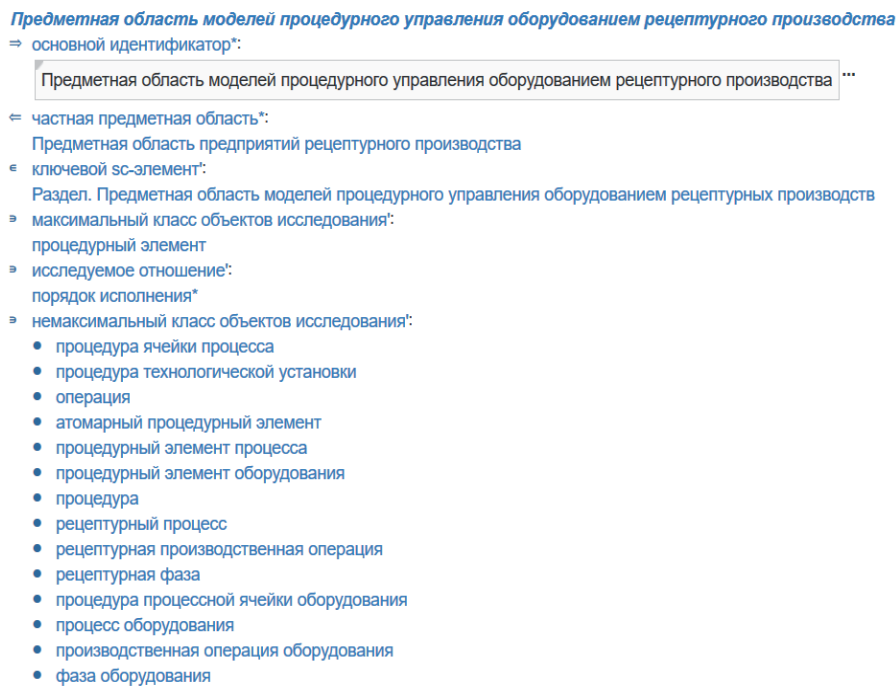 Предметная область моделей процедурного управления оборудованием рецептурного производства
⇒ основной идентификатор*:
Предметная область моделей процедурного управления оборудованием рецептурного производства ...
⇐ частная предметная область*:
Предметная область предприятий рецептурного производства
∈ ключевой sc-элемент':
Раздел. Предметная область моделей процедурного управления оборудованием рецептурных производств
∋ максимальный класс объектов исследования':
процедурный элемент
∋ исследуемое отношение':
порядок исполнения*
∋ немаксимальный класс объектов исследования':
• процедура ячейки процесса
• процедура технологической установки
• операция
• атомарный процедурный элемент
• процедурный элемент процесса
• процедурный элемент оборудования
• процедура
• рецептурный процесс
• рецептурная производственная операция
• рецептурная фаза
• процедура процессной ячейки оборудования
• процесс оборудования
• производственная операция оборудования
• фаза оборудования